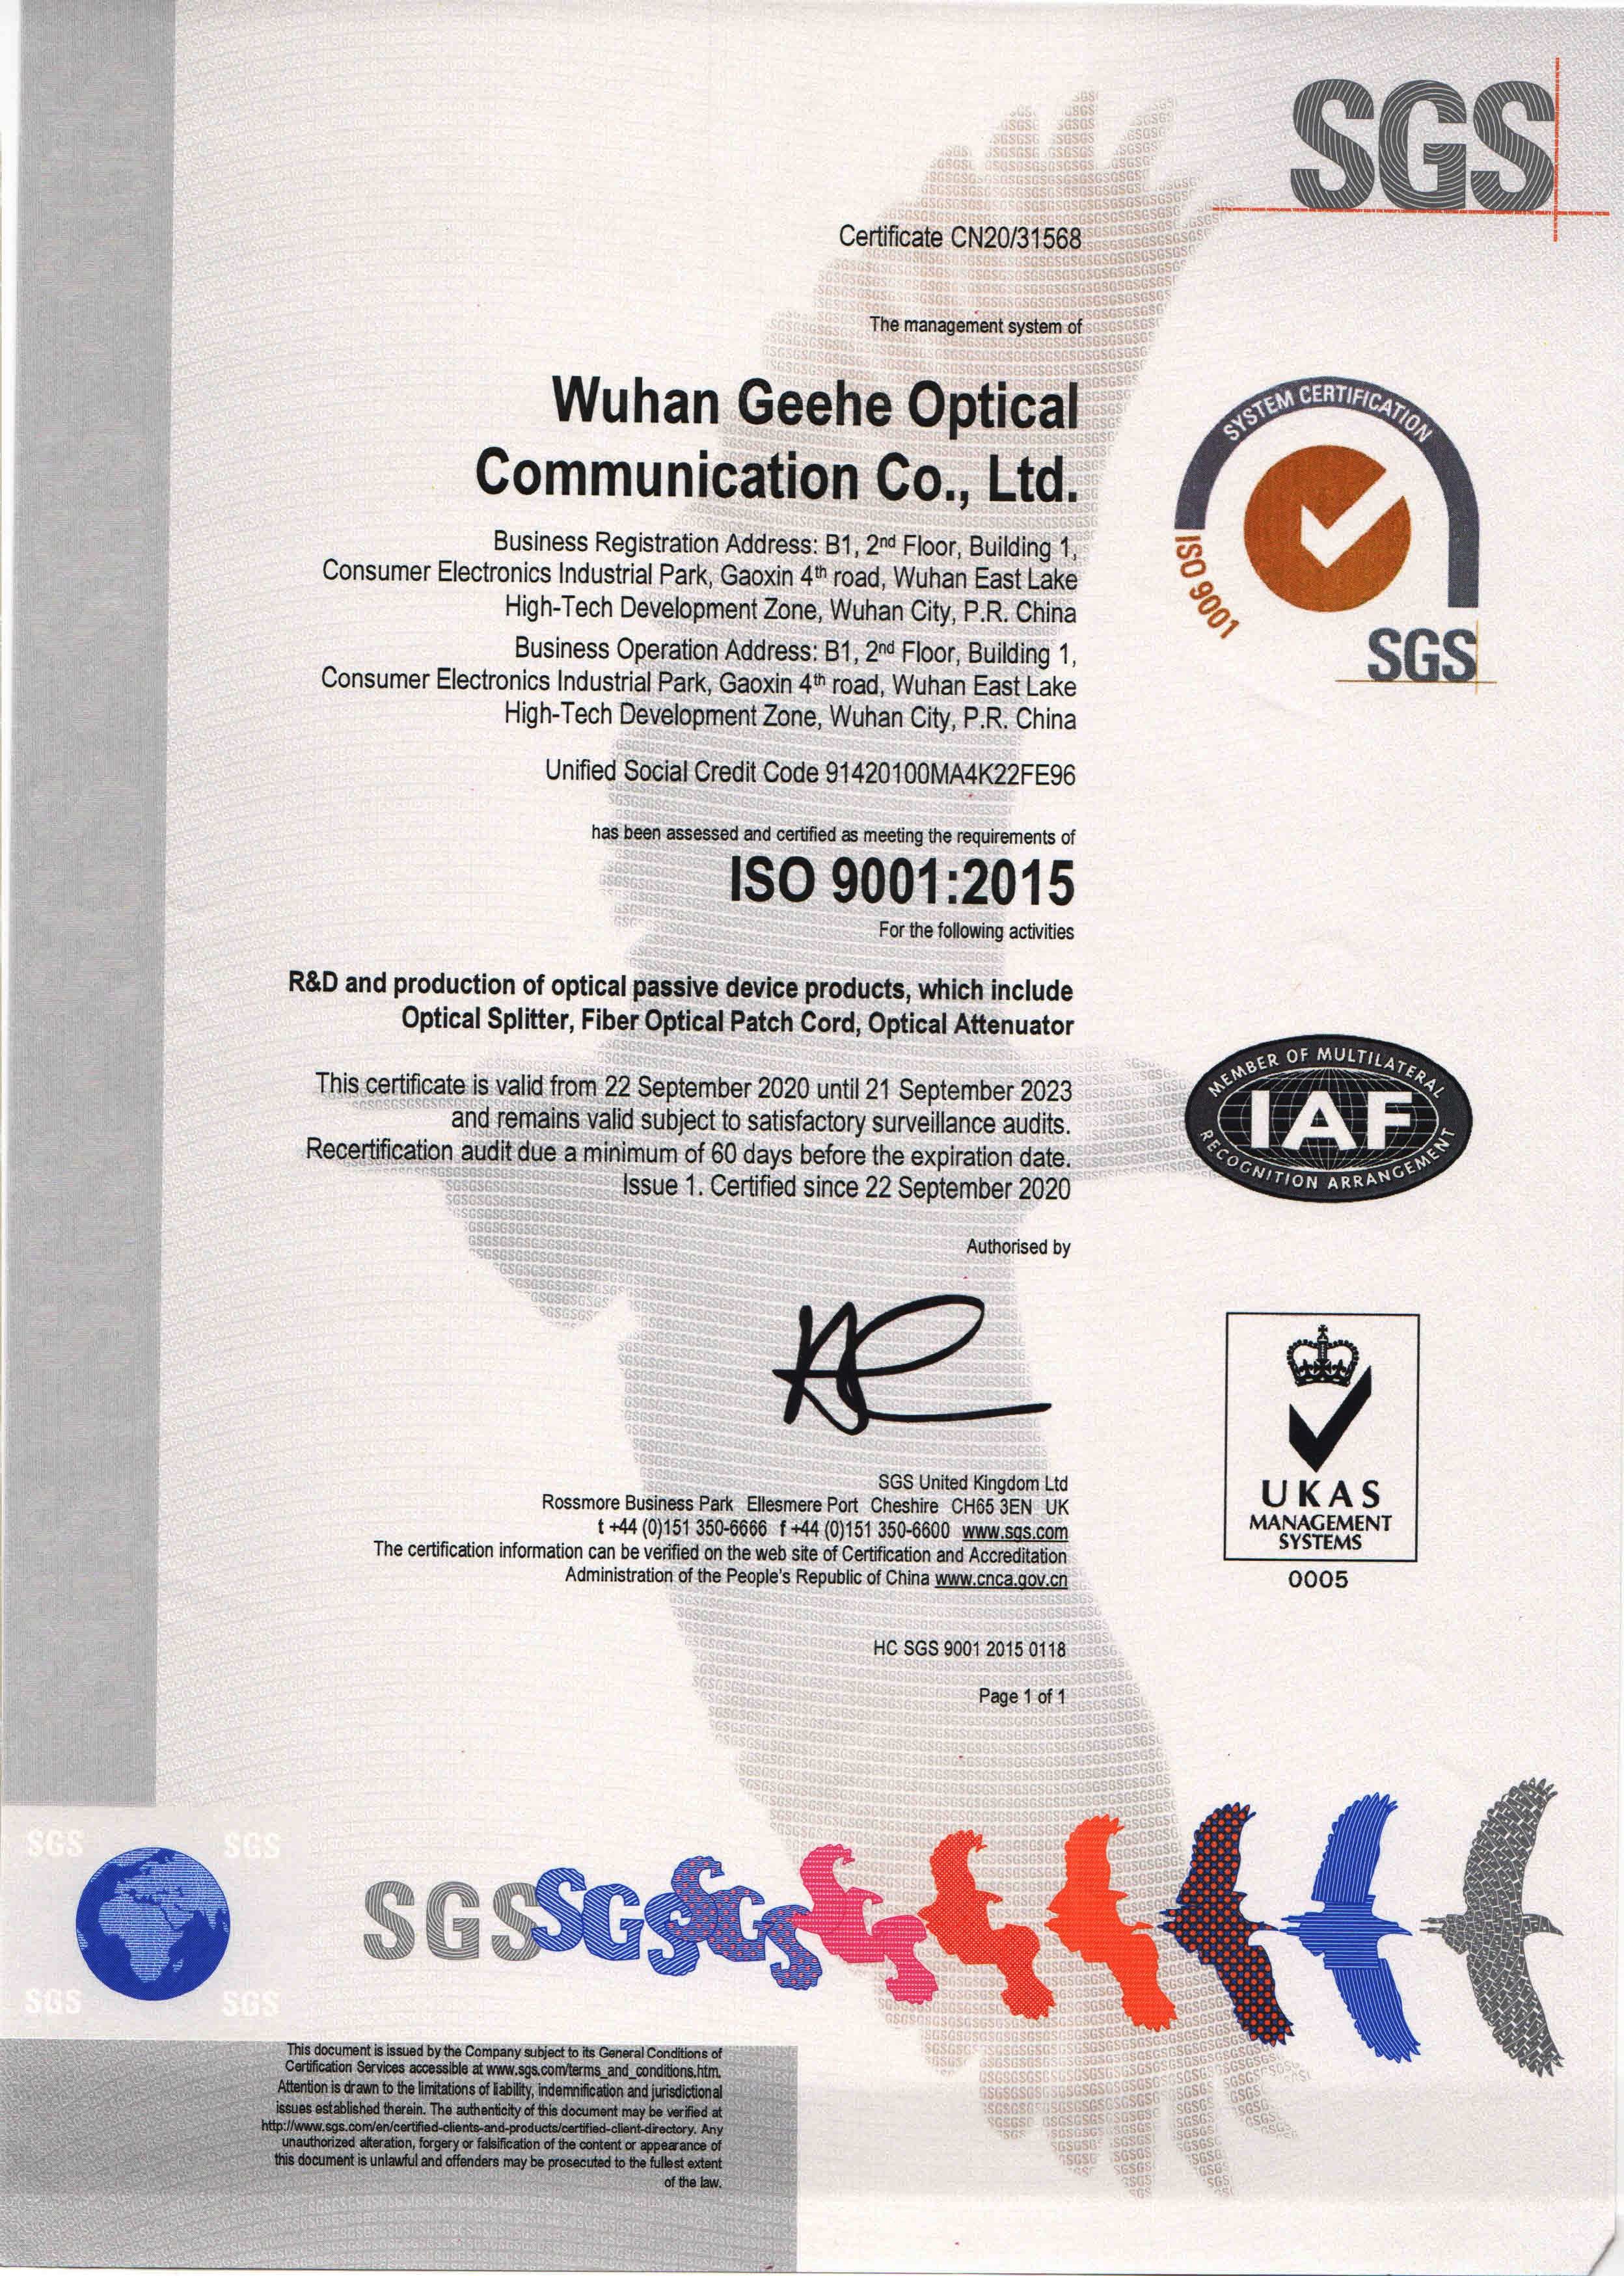 SGS
Certificate CN20/31568
The management system of
Wuhan Geehe Optical
Communication Co., Ltd.
Business Registration Address: B1, 2nd Floor, Building 1,
Consumer Electronics Industrial Park, Gaoxin 4th road, Wuhan East Lake
High-Tech Development Zone, Wuhan City, P.R. China
Business Operation Address: B1, 2nd Floor, Building 1,
Consumer Electronics Industrial Park, Gaoxin 4th road, Wuhan East Lake
High-Tech Development Zone, Wuhan City, P.R. China
Unified Social Credit Code 91420100MA4K22FE96
has been assessed and certified as meeting the requirements of
ISO 9001:2015
For the following activities
R&D and production of optical passive device products, which include
Optical Splitter, Fiber Optical Patch Cord, Optical Attenuator
This certificate is valid from 22 September 2020 until 21 September 2023
and remains valid subject to satisfactory surveillance audits.
Recertification audit due a minimum of 60 days before the expiration date.
Issue 1. Certified since 22 September 2020
Authorised by
SGS United Kingdom Ltd
Rossmore Business Park Ellesmere Port Cheshire CH65 3EN UK
t +44 (0)151 350-6666 f +44 (0)151 350-6600 www.sgs.com
The certification information can be verified on the web site of Certification and Accreditation
Administration of the People's Republic of China www.cnca.gov.cn
HC SGS 9001 2015 0118
Page 1 of 1
SYSTEM CERTIFICATION
ISO 9001
SGS
MEMBER OF MULTILATERAL
IAF
RECOGNITION ARRANGEMENT
UKAS
MANAGEMENT
SYSTEMS
0005
SGS SGS
SGS SGS
SGS SGS SGS
This document is issued by the Company subject to its General Conditions of
Certification Services accessible at www.sgs.com/terms_and_conditions.htm.
Attention is drawn to the limitations of liability, indemnification and jurisdictional
issues established therein. The authenticity of this document may be verified at
http://www.sgs.com/en/certified-clients-and-products/certified-client-directory. Any
unauthorized alteration, forgery or falsification of the content or appearance of
this document is unlawful and offenders may be prosecuted to the fullest extent
of the law.